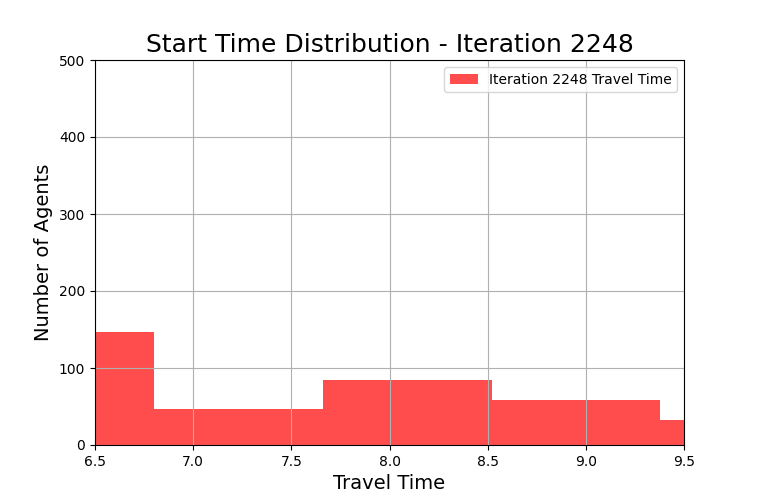 Start Time Distribution - Iteration 2248
500
400
300
200
100
0
Number of Agents
Iteration 2248 Travel Time
6.5 7.0 7.5 8.0 8.5 9.0 9.5
Travel Time